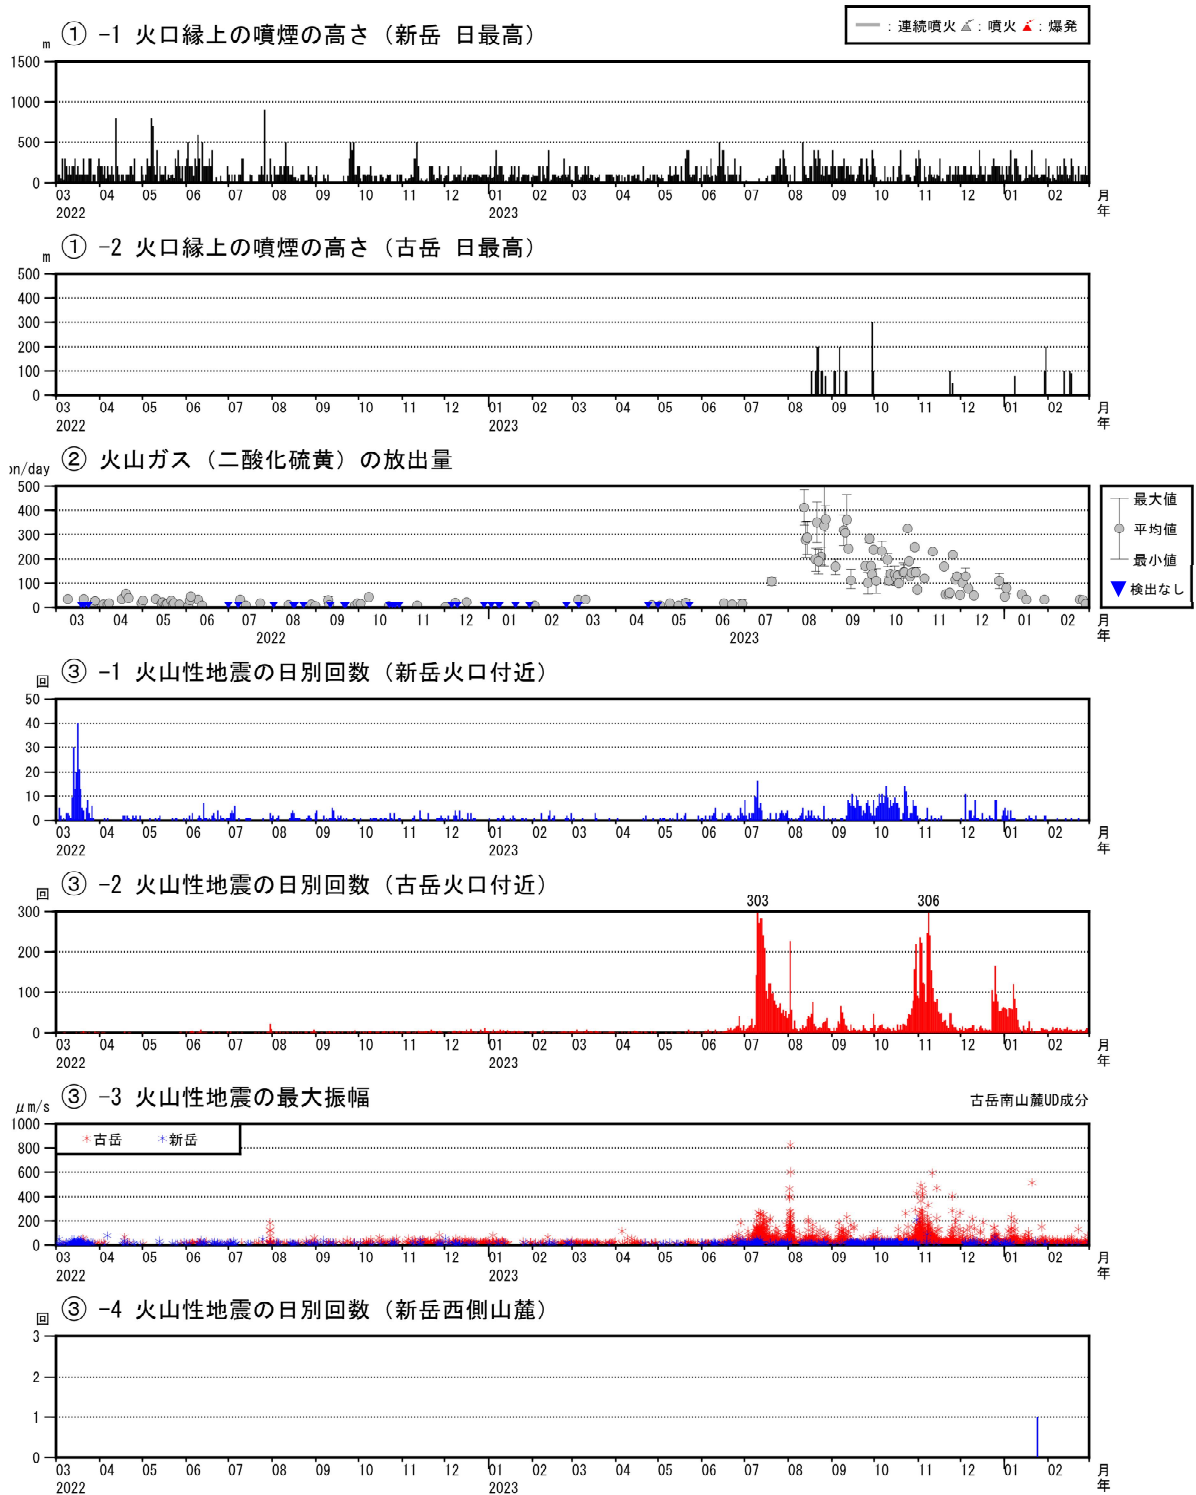 ① -1 火口縁上の噴煙の高さ（新岳 日最高）
━ : 連続噴火 : 噴火 : 爆発
m
1500
1000
500
0
03 04 05 06 07 08 09 10 11 12 01 02 03 04 05 06 07 08 09 10 11 12 01 02 月
2022 2023 年
① -2 火口縁上の噴煙の高さ（古岳 日最高）
m
500
400
300
200
100
0
03 04 05 06 07 08 09 10 11 12 01 02 03 04 05 06 07 08 09 10 11 12 01 02 月
2022 2023 年
② 火山ガス（二酸化硫黄）の放出量
on/day
500
400
300
200
100
0
最大値
平均値
最小値
検出なし
03 04 05 06 07 08 09 10 11 12 01 02 03 04 05 06 07 08 09 10 11 12 01 02 月
2022 2023 年
③ -1 火山性地震の日別回数（新岳火口付近）
回
50
40
30
20
10
0
03 04 05 06 07 08 09 10 11 12 01 02 03 04 05 06 07 08 09 10 11 12 01 02 月
2022 2023 年
③ -2 火山性地震の日別回数（古岳火口付近）
回
303 306
300
200
100
0
03 04 05 06 07 08 09 10 11 12 01 02 03 04 05 06 07 08 09 10 11 12 01 02 月
2022 2023 年
③ -3 火山性地震の最大振幅
μm/s
古岳南山麓UD成分
1000
800
600
400
200
0
古岳 新岳
03 04 05 06 07 08 09 10 11 12 01 02 03 04 05 06 07 08 09 10 11 12 01 02 月
2022 2023 年
③ -4 火山性地震の日別回数（新岳西側山麓）
回
3
2
1
0
03 04 05 06 07 08 09 10 11 12 01 02 03 04 05 06 07 08 09 10 11 12 01 02 月
2022 2023 年